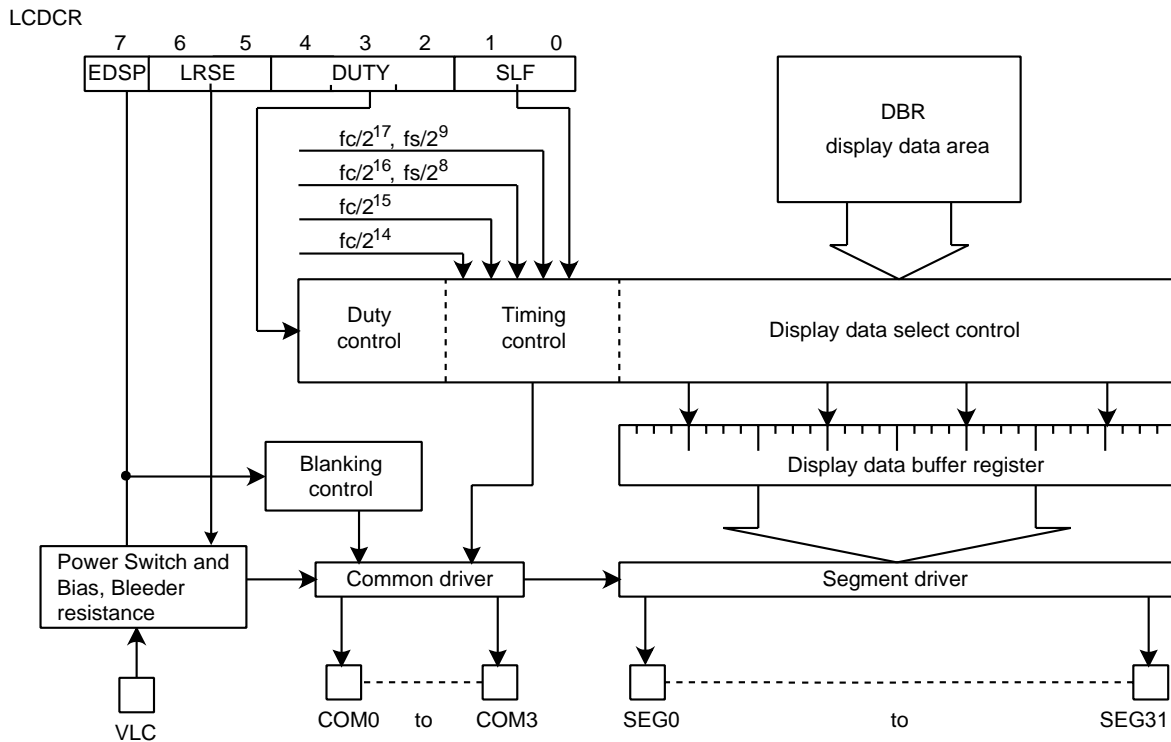 LCDCR
7 6 5 4 3 2 1 0
EDSP LRSE DUTY SLF
DBR
display data area
fc/2^17, fs/2^9
fc/2^16, fs/2^8
fc/2^15
fc/2^14
Duty
control
Timing
control
Display data select control
Blanking
control
Display data buffer register
Power Switch and
Bias, Bleeder
resistance
Common driver
Segment driver
VLC
COM0 to COM3
SEG0 to SEG31